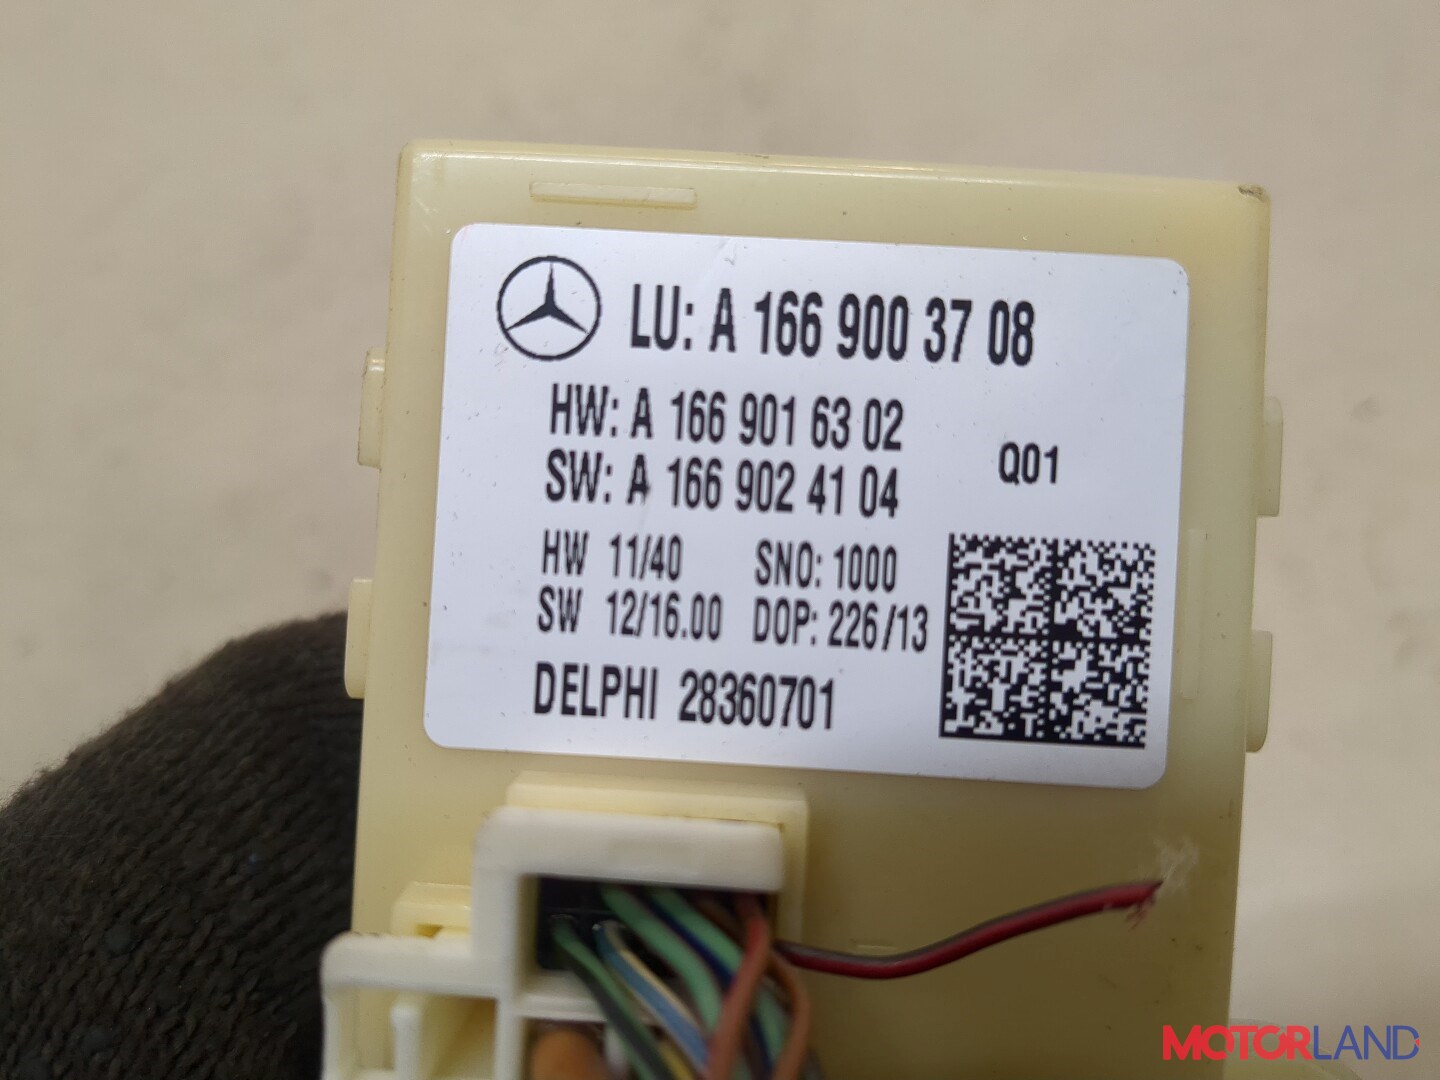 LU: A 166 900 37 08
HW: A 166 901 63 02
SW: A 166 902 41 04
Q01
HW 11/40 SNO: 1000
SW 12/16.00 DOP: 226/13
DELPHI 28360701
MOTORLAND